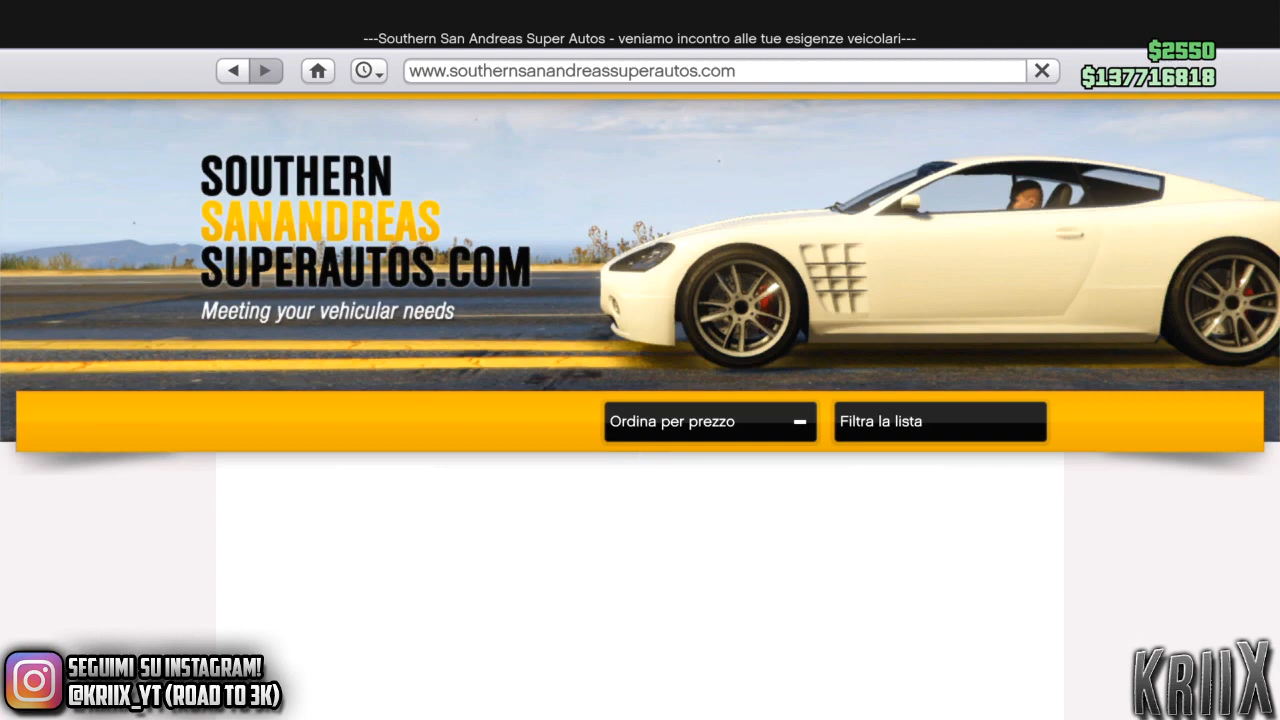 ---Southern San Andreas Super Autos - veniamo incontro alle tue esigenze veicolari---
$2550
www.southernsanandreassuperautos.com
$137716818
SOUTHERN
SANANDREAS
SUPERAUTOS.COM
Meeting your vehicular needs
Ordina per prezzo
Filtra la lista
SEGUIMI SU INSTAGRAM!
@KRIIX_YT (ROAD TO 3K)
KRIIX